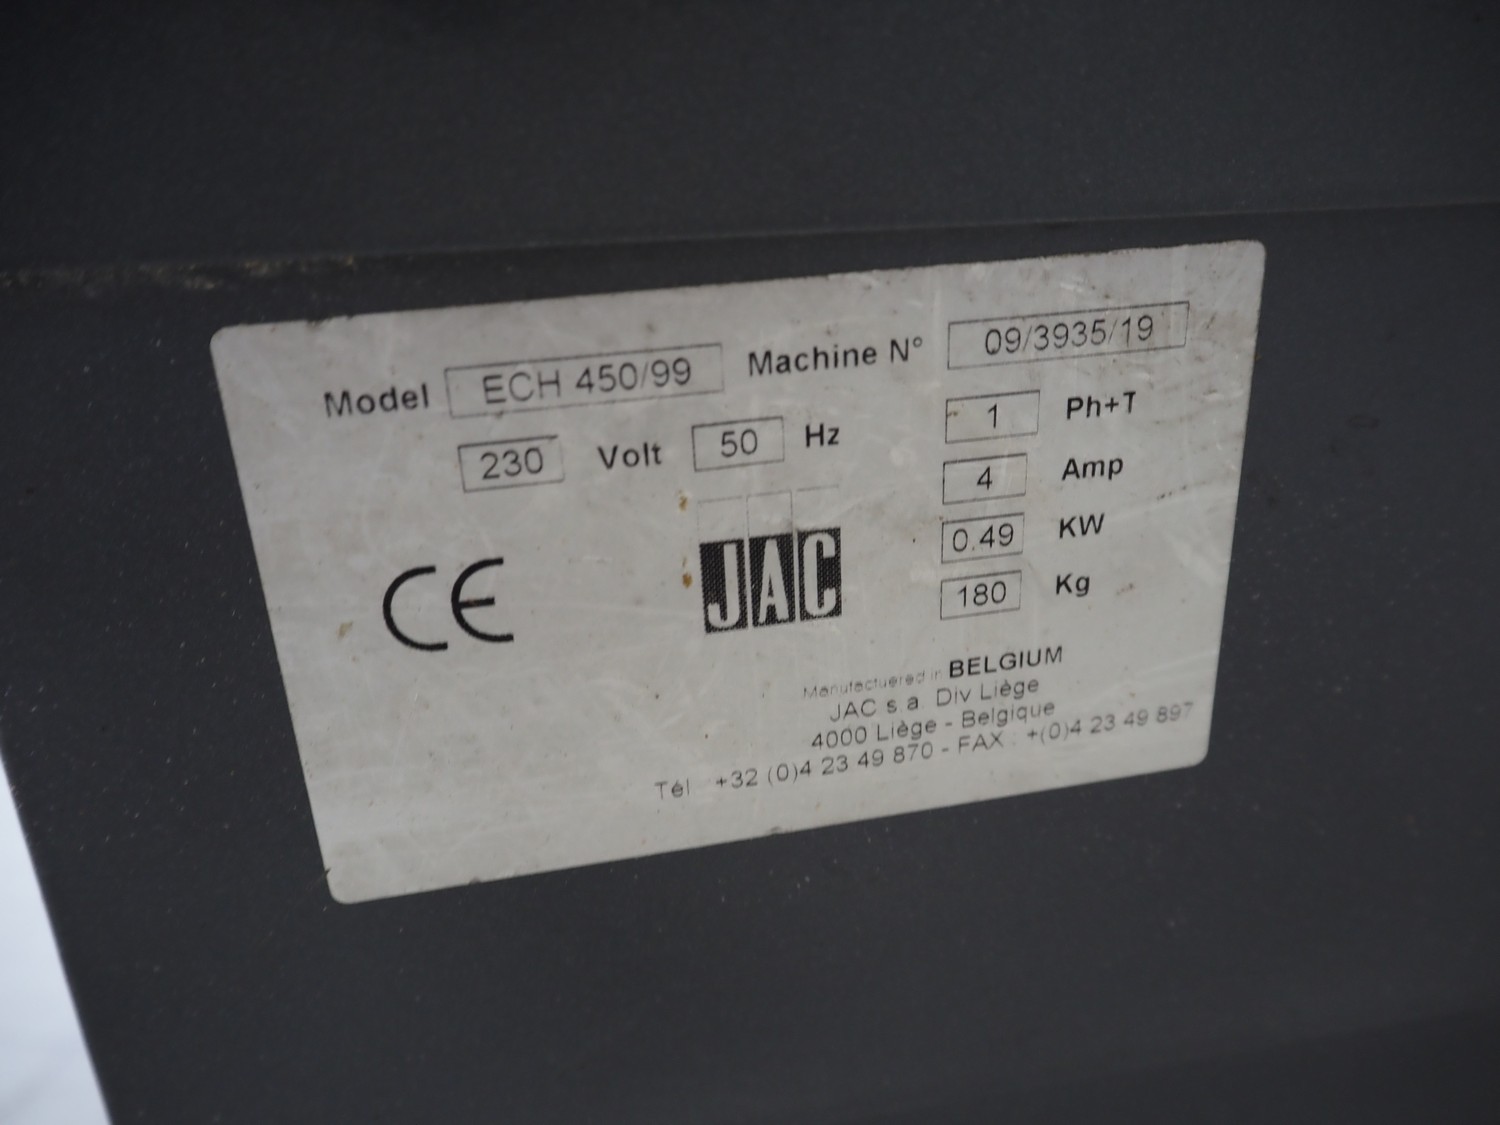 Model ECH 450/99 Machine N° 09/3935/19
230 Volt 50 Hz 1 Ph+T
4 Amp
0.49 KW
180 Kg
CE JAC
Manufactuered in BELGIUM
JAC s.a. Div Liège
4000 Liège - Belgique
Tél +32 (0)4 23 49 870 - FAX : +(0)4 23 49 897